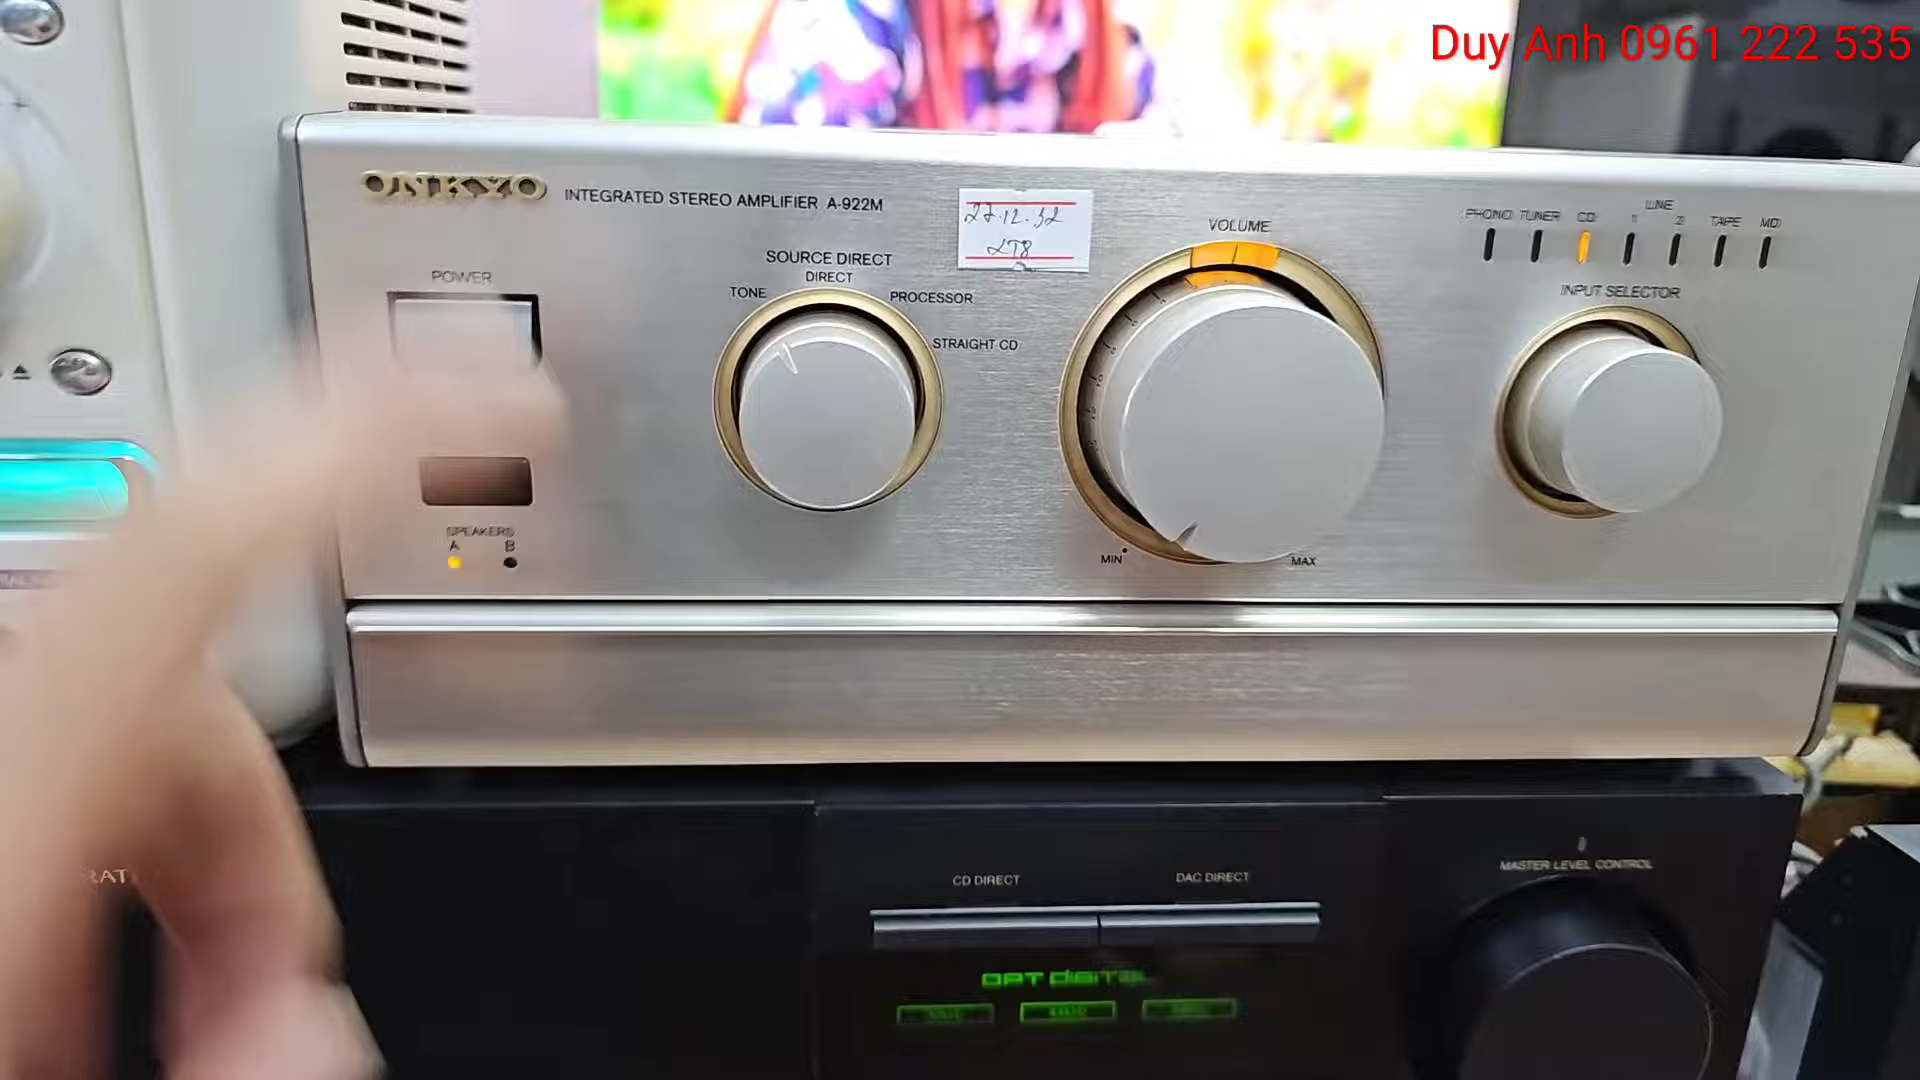 Duy Anh 0961 222 535
ONKYO INTEGRATED STEREO AMPLIFIER A-922M
27.12.32
2T8
POWER
SOURCE DIRECT
DIRECT
TONE
PROCESSOR
STRAIGHT CD
VOLUME
MIN
MAX
LINE
PHONO TUNER CD 1 2 TAPE MD
INPUT SELECTOR
SPEAKERS
A B
RAT
CD DIRECT
DAC DIRECT
MASTER LEVEL CONTROL
OPT DIGITAL